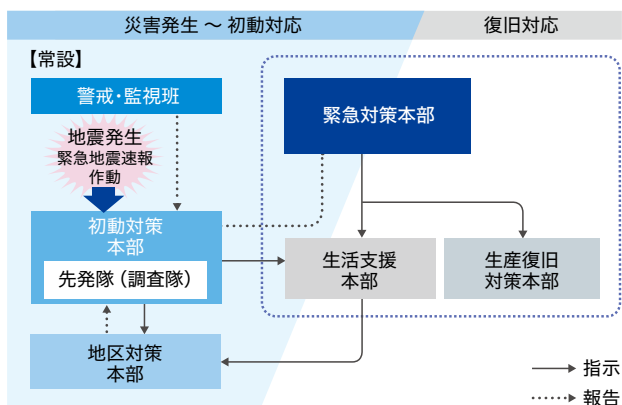 災害発生 ～ 初動対応
復旧対応
【常設】
警戒・監視班
緊急対策本部
地震発生
緊急地震速報
作動
初動対策
本部
先発隊（調査隊）
生活支援
本部
生産復旧
対策本部
地区対策
本部
指示
報告